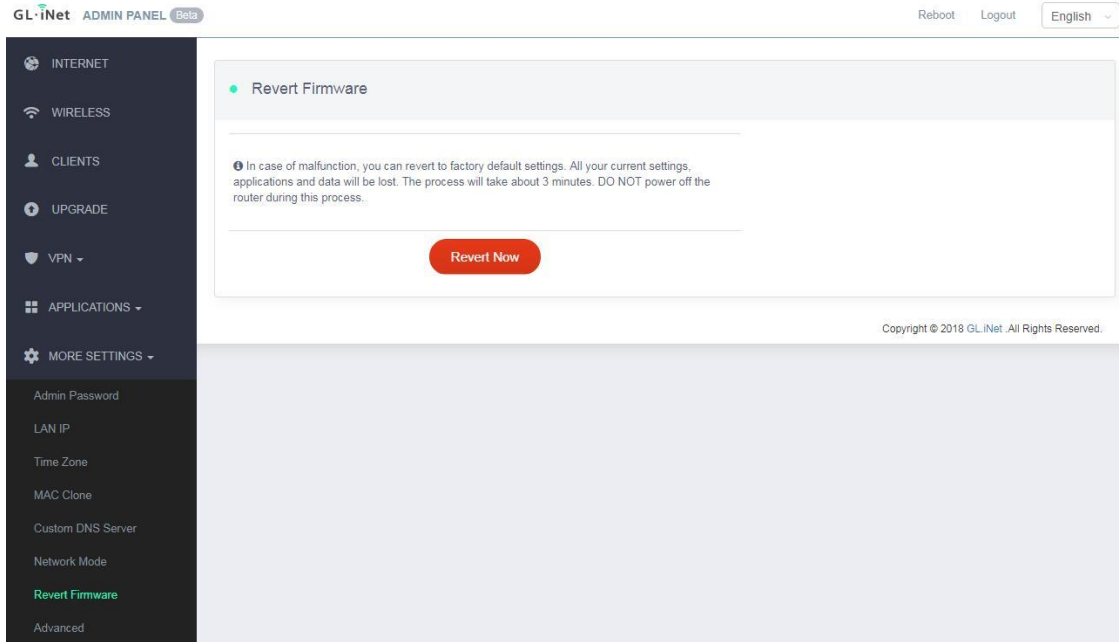 GL·iNet ADMIN PANEL Beta
Reboot Logout English
INTERNET
WIRELESS
CLIENTS
UPGRADE
VPN
APPLICATIONS
MORE SETTINGS
Admin Password
LAN IP
Time Zone
MAC Clone
Custom DNS Server
Network Mode
Revert Firmware
Advanced
Revert Firmware
In case of malfunction, you can revert to factory default settings. All your current settings,
applications and data will be lost. The process will take about 3 minutes. DO NOT power off the
router during this process.
Revert Now
Copyright © 2018 GL.iNet .All Rights Reserved.